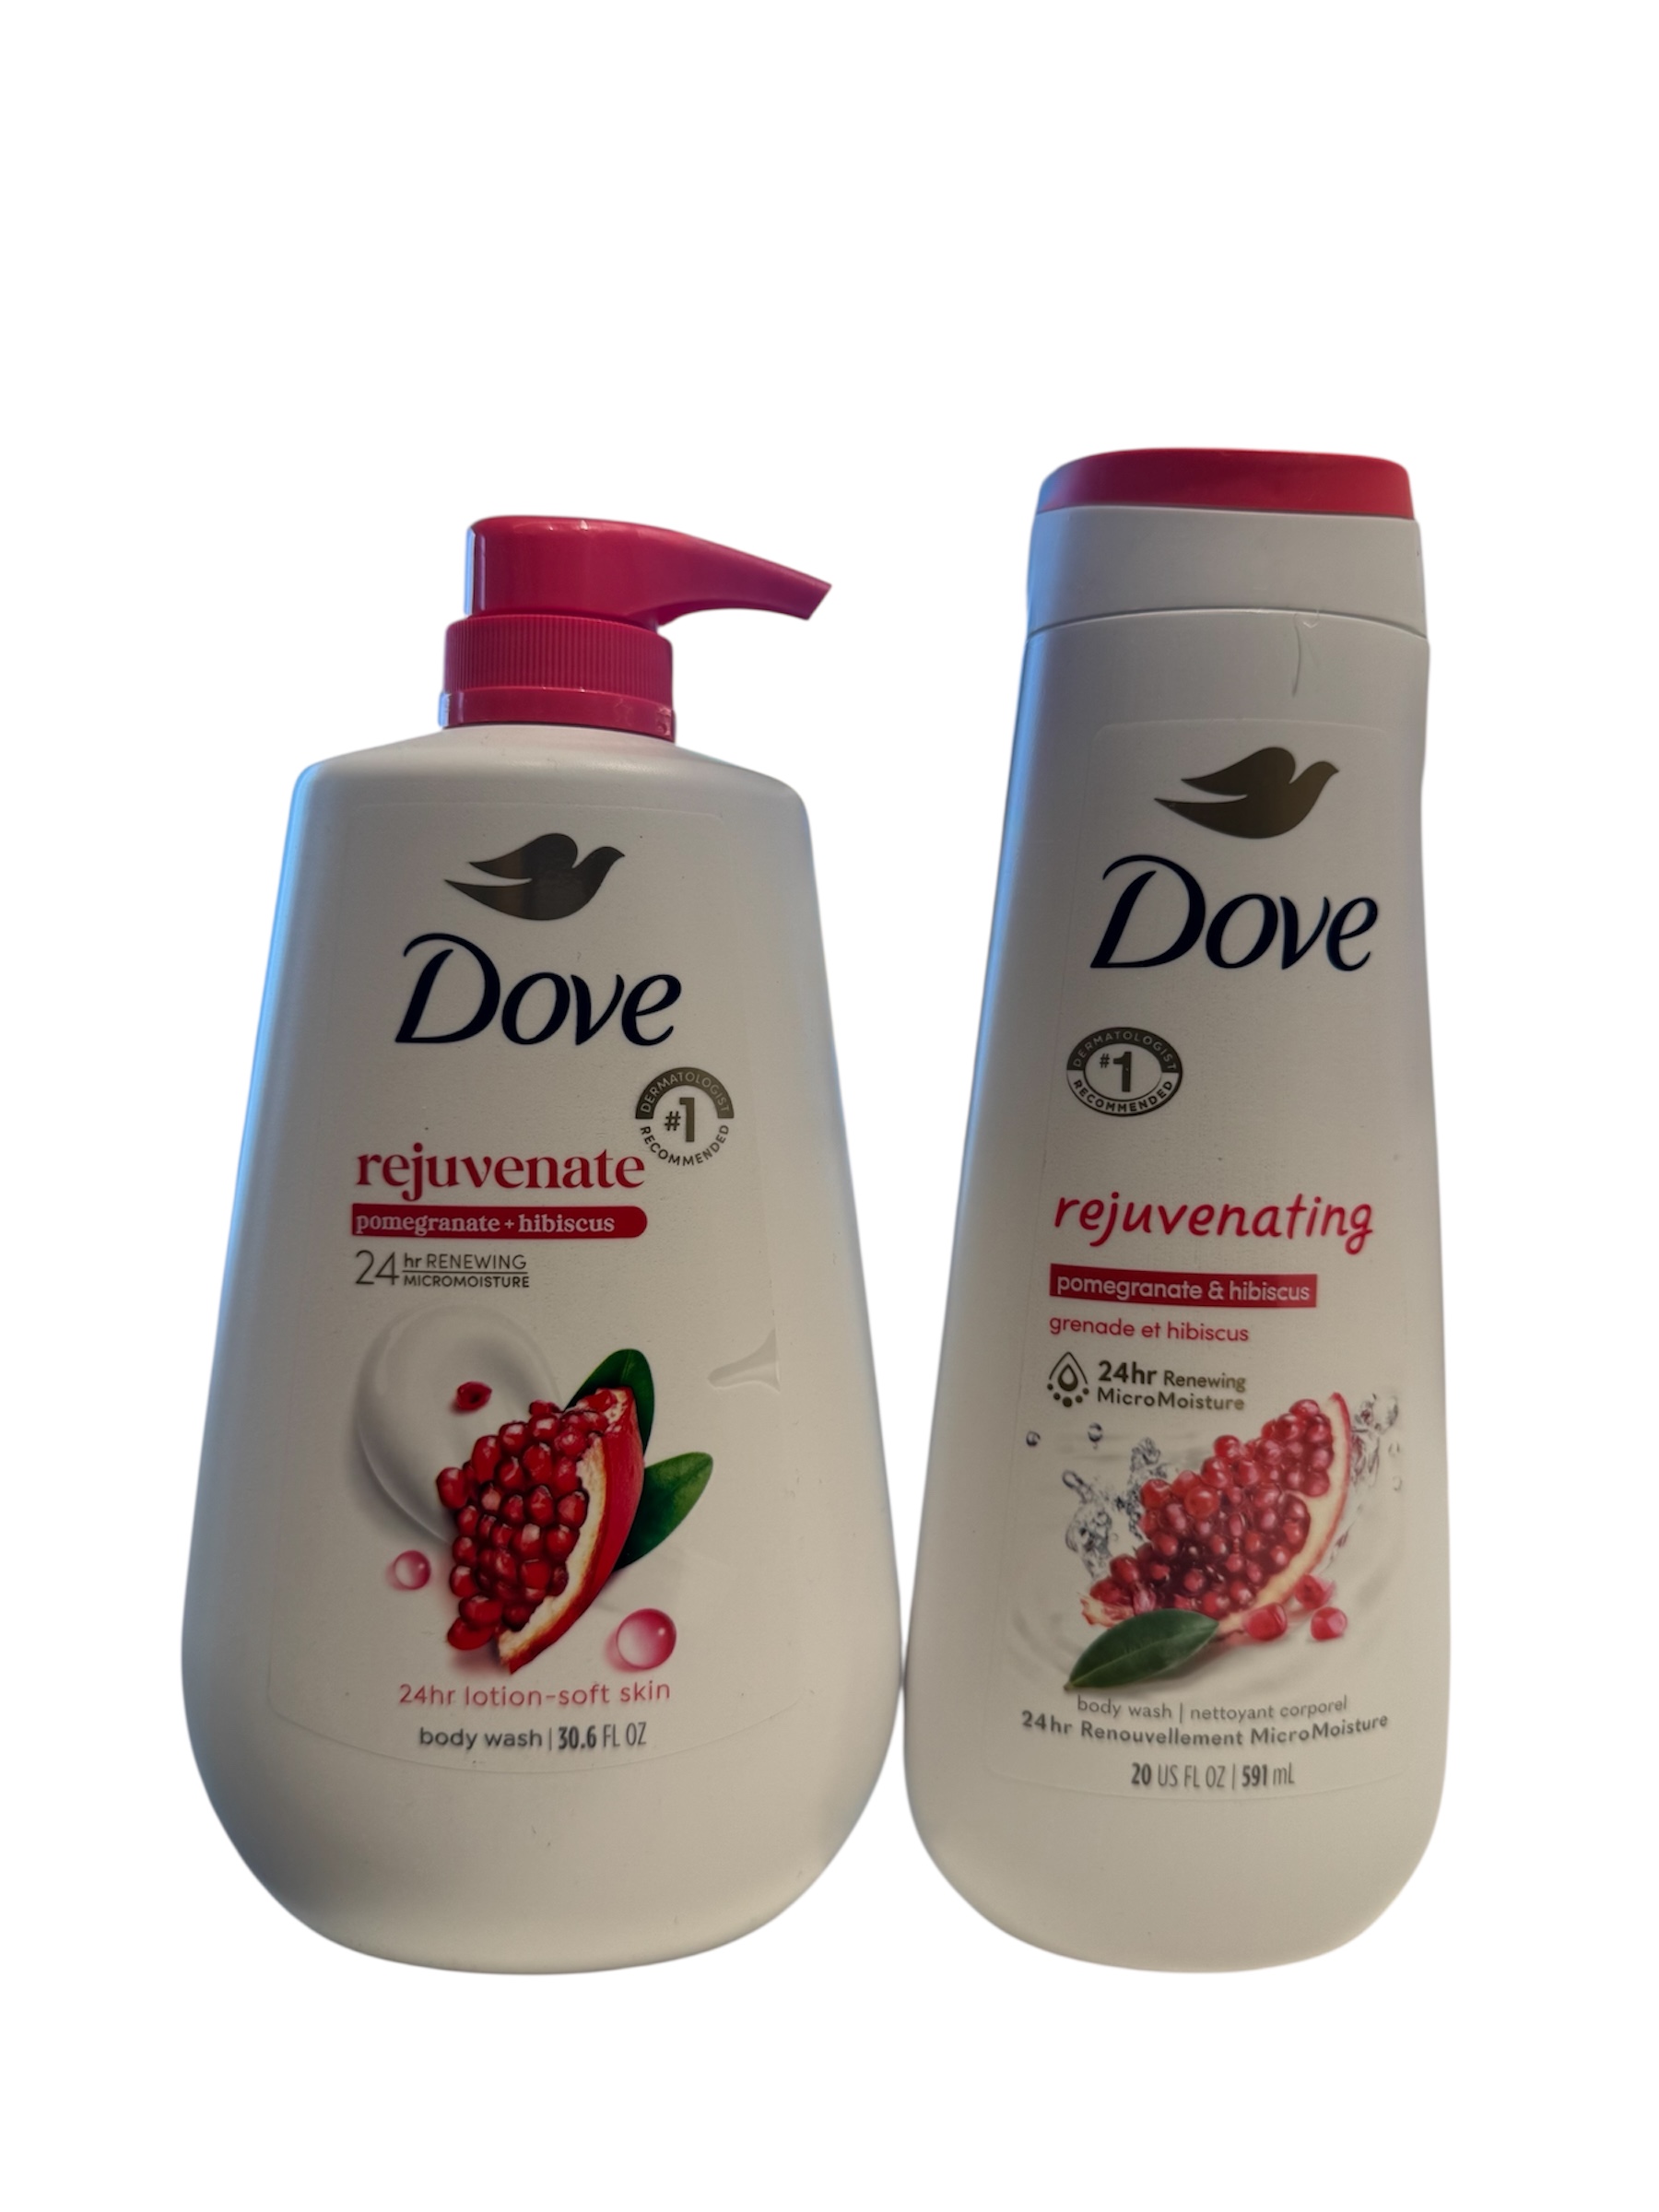 Dove
DERMATOLOGIST
#1
RECOMMENDED
rejuvenate
pomegranate + hibiscus
24 hr RENEWING
MICROMOISTURE
24hr lotion-soft skin
body wash | 30.6 FL OZ
Dove
DERMATOLOGIST
#1
RECOMMENDED
rejuvenating
pomegranate & hibiscus
grenade et hibiscus
24hr Renewing
MicroMoisture
body wash | nettoyant corporel
24hr Renouvellement MicroMoisture
20 US FL OZ | 591 mL